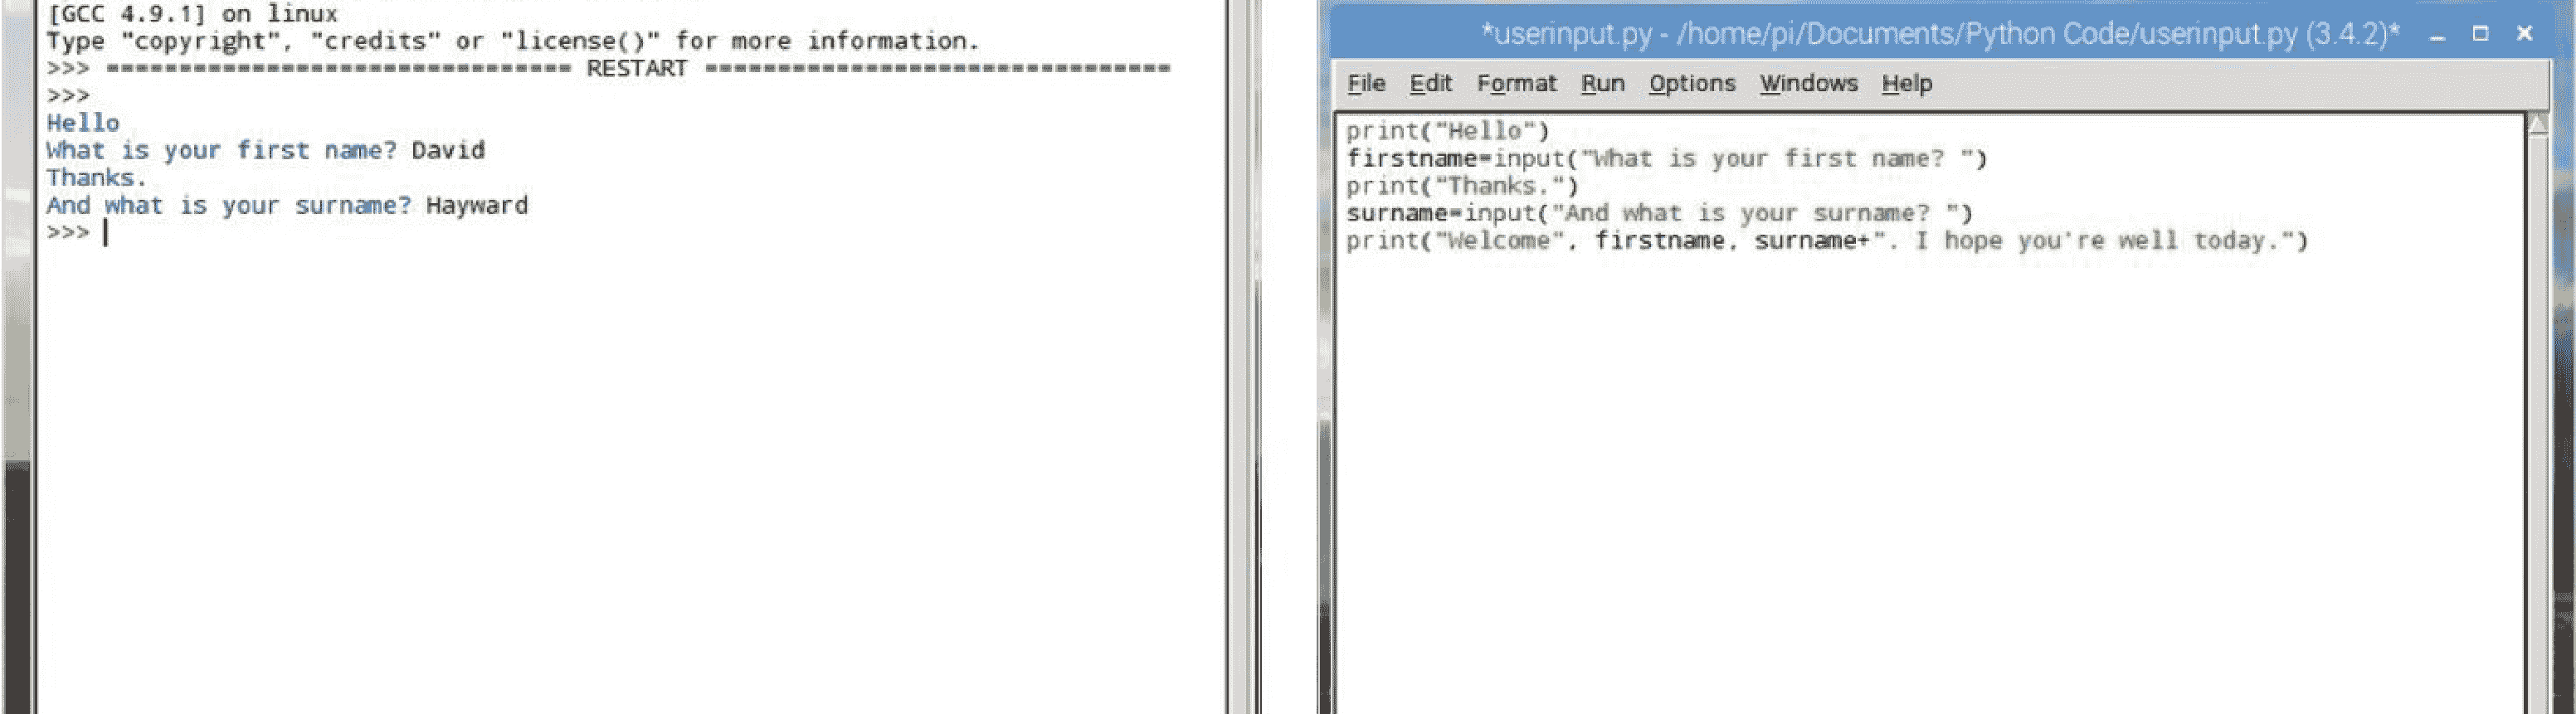 [GCC 4.9.1] on linux
Type "copyright", "credits" or "license()" for more information.
>>> ================================ RESTART ================================
>>>
Hello
What is your first name? David
Thanks.
And what is your surname? Hayward
>>>
*userinput.py - /home/pi/Documents/Python Code/userinput.py (3.4.2)*
File Edit Format Run Options Windows Help
print("Hello")
firstname=input("What is your first name? ")
print("Thanks.")
surname=input("And what is your surname? ")
print("Welcome", firstname, surname+". I hope you're well today.")